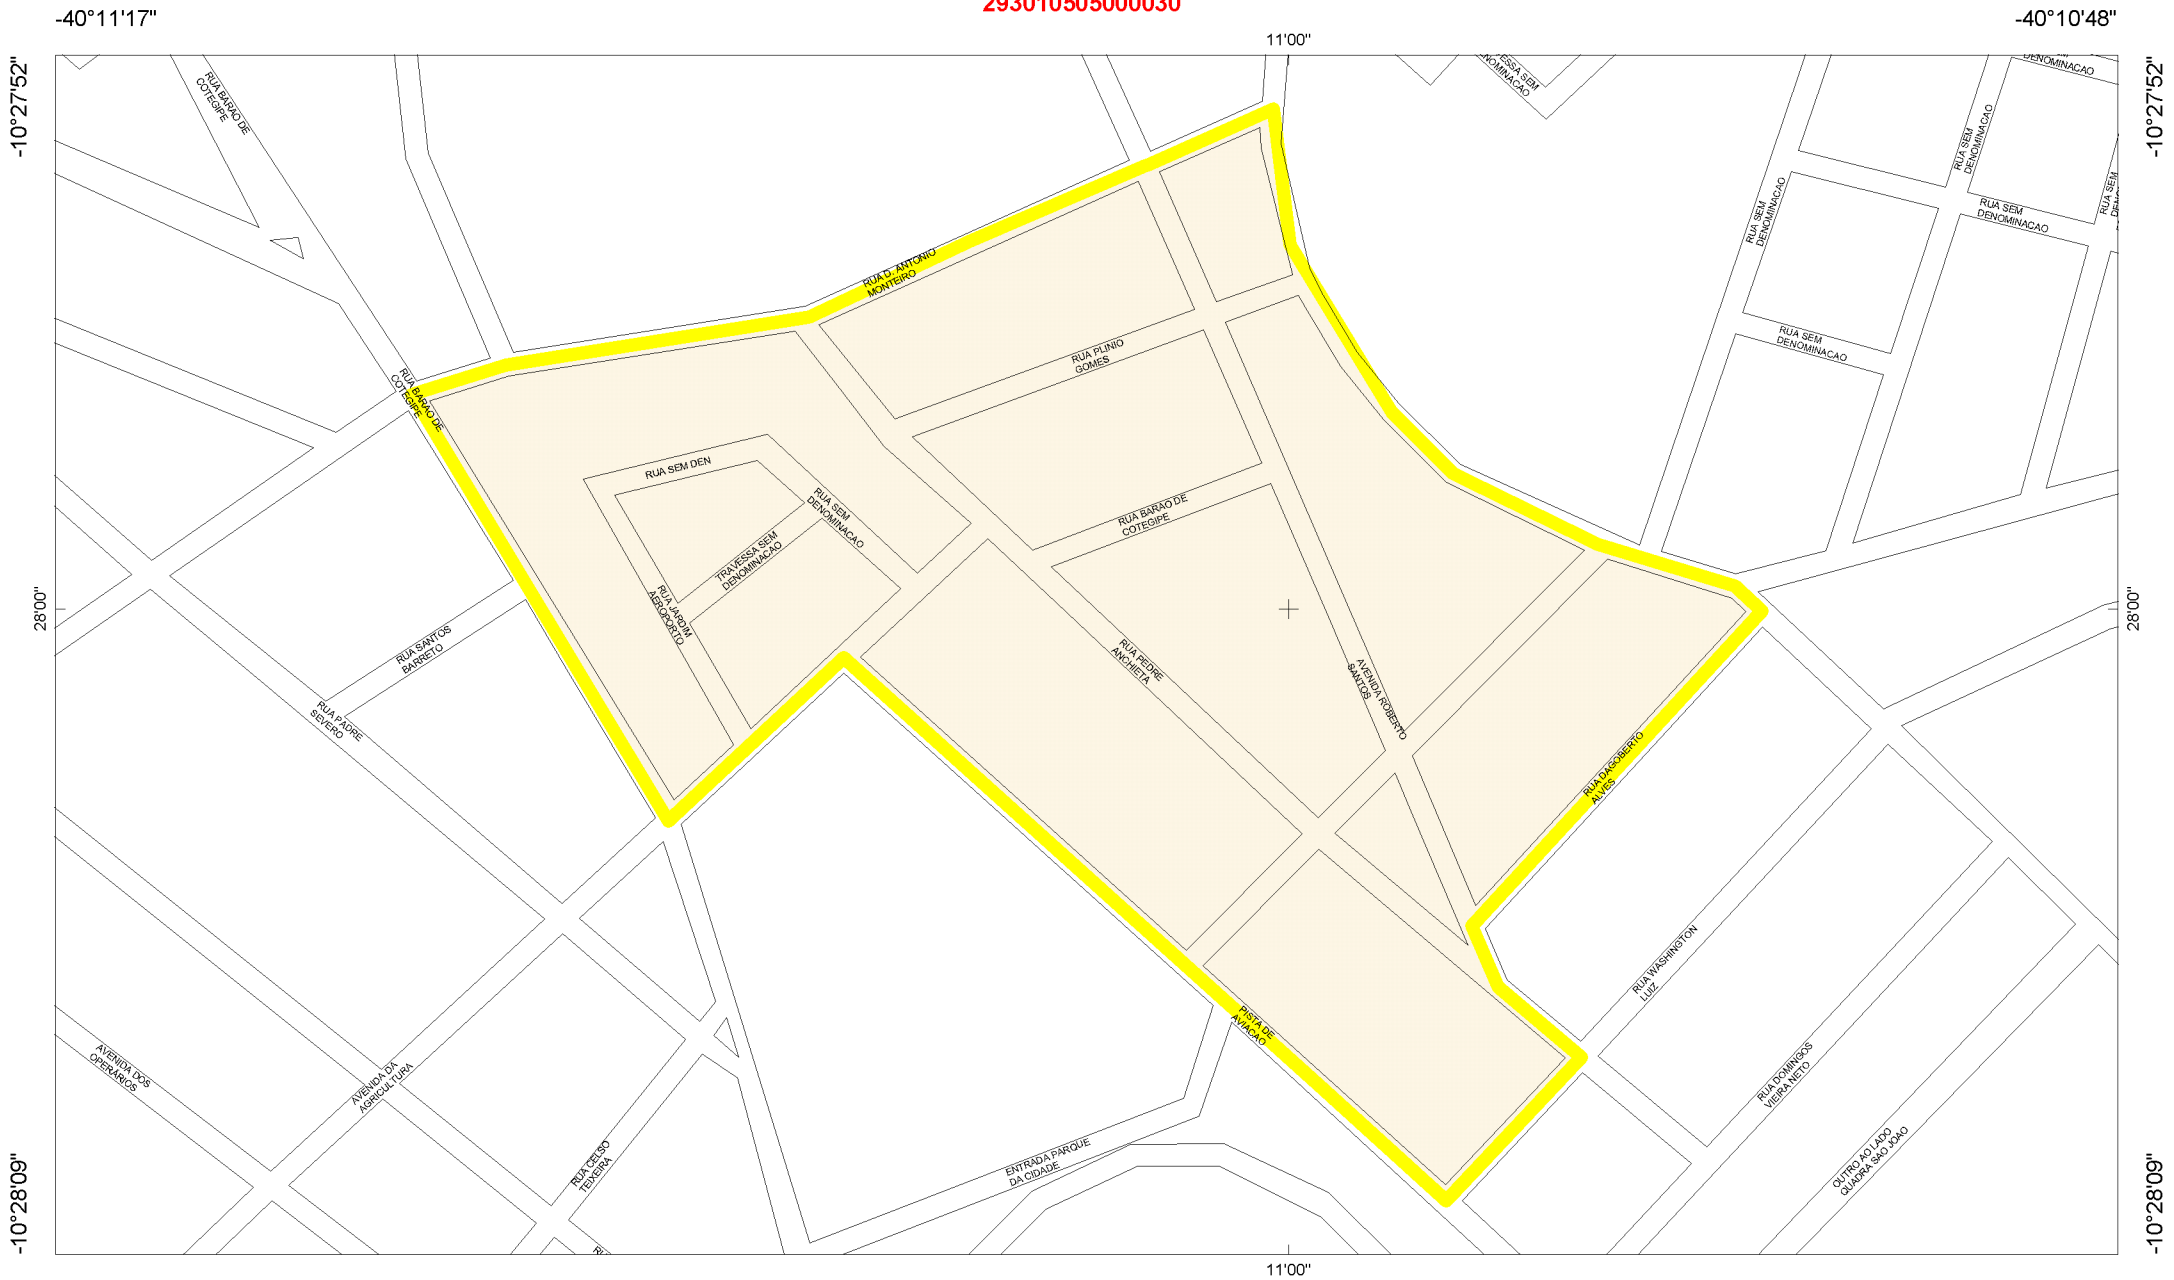 293010505000030
-40°11'17"
-40°10'48"
11'00"
-10°27'52"
-10°27'52"
RUA BARAO DE
COTEGIPE
DENOMINACAO
DENOMINACAO
RUA SEM
DENOMINACAO
RUA SEM
RUA SEM
DENOMINACAO
RUA SEM
DENOMINACAO
RUA D. ANTONIO
MONTEIRO
RUA SEM
DENOMINACAO
RUA PLINIO
GOMES
RUA BARAO DE
COTEGIPE
RUA SEM DEN
RUA SEM
DENOMINACAO
RUA BARAO DE
COTEGIPE
TRAVESSA SEM
DENOMINACAO
28'00"
28'00"
RUA JARDIM
AEROPORTO
RUA SANTOS
BARRETO
RUA PEDRE
ANCHIETA
AVENIDA ROBERTO
SANTOS
RUA PADRE
SEVERO
RUA DAGOBERTO
ALVES
RUA WASHINGTON
LUIZ
PISTA DE
AVIACAO
AVENIDA DOS
OPERARIOS
AVENIDA DA
AGRICULTURA
RUA DOMINGOS
VIEIRA NETO
RUA CELSO
TEIXEIRA
ENTRADA PARQUE
DA CIDADE
OUTRO AO LADO
QUADRA SAO JOAO
-10°28'09"
-10°28'09"
11'00"